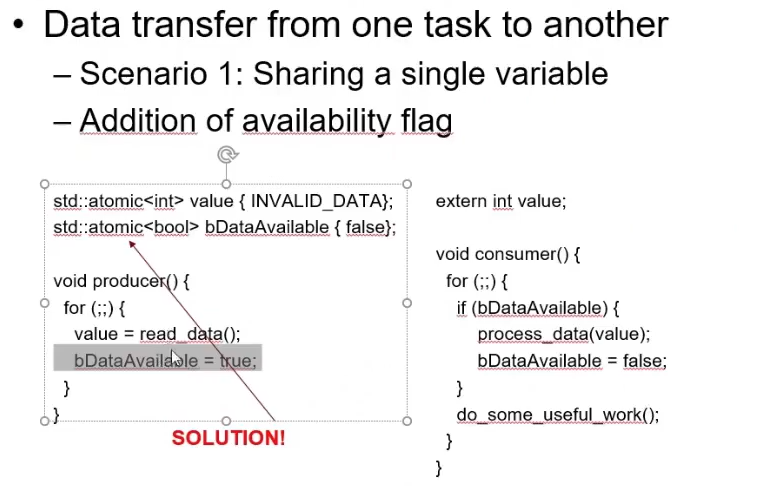 • Data transfer from one task to another
– Scenario 1: Sharing a single variable
– Addition of availability flag
std::atomic<int> value { INVALID_DATA};
std::atomic<bool> bDataAvailable { false};
void producer() {
for (;;) {
value = read_data();
bDataAvailable = true;
}
}
SOLUTION!
extern int value;
void consumer() {
for (;;) {
if (bDataAvailable) {
process_data(value);
bDataAvailable = false;
}
do_some_useful_work();
}
}